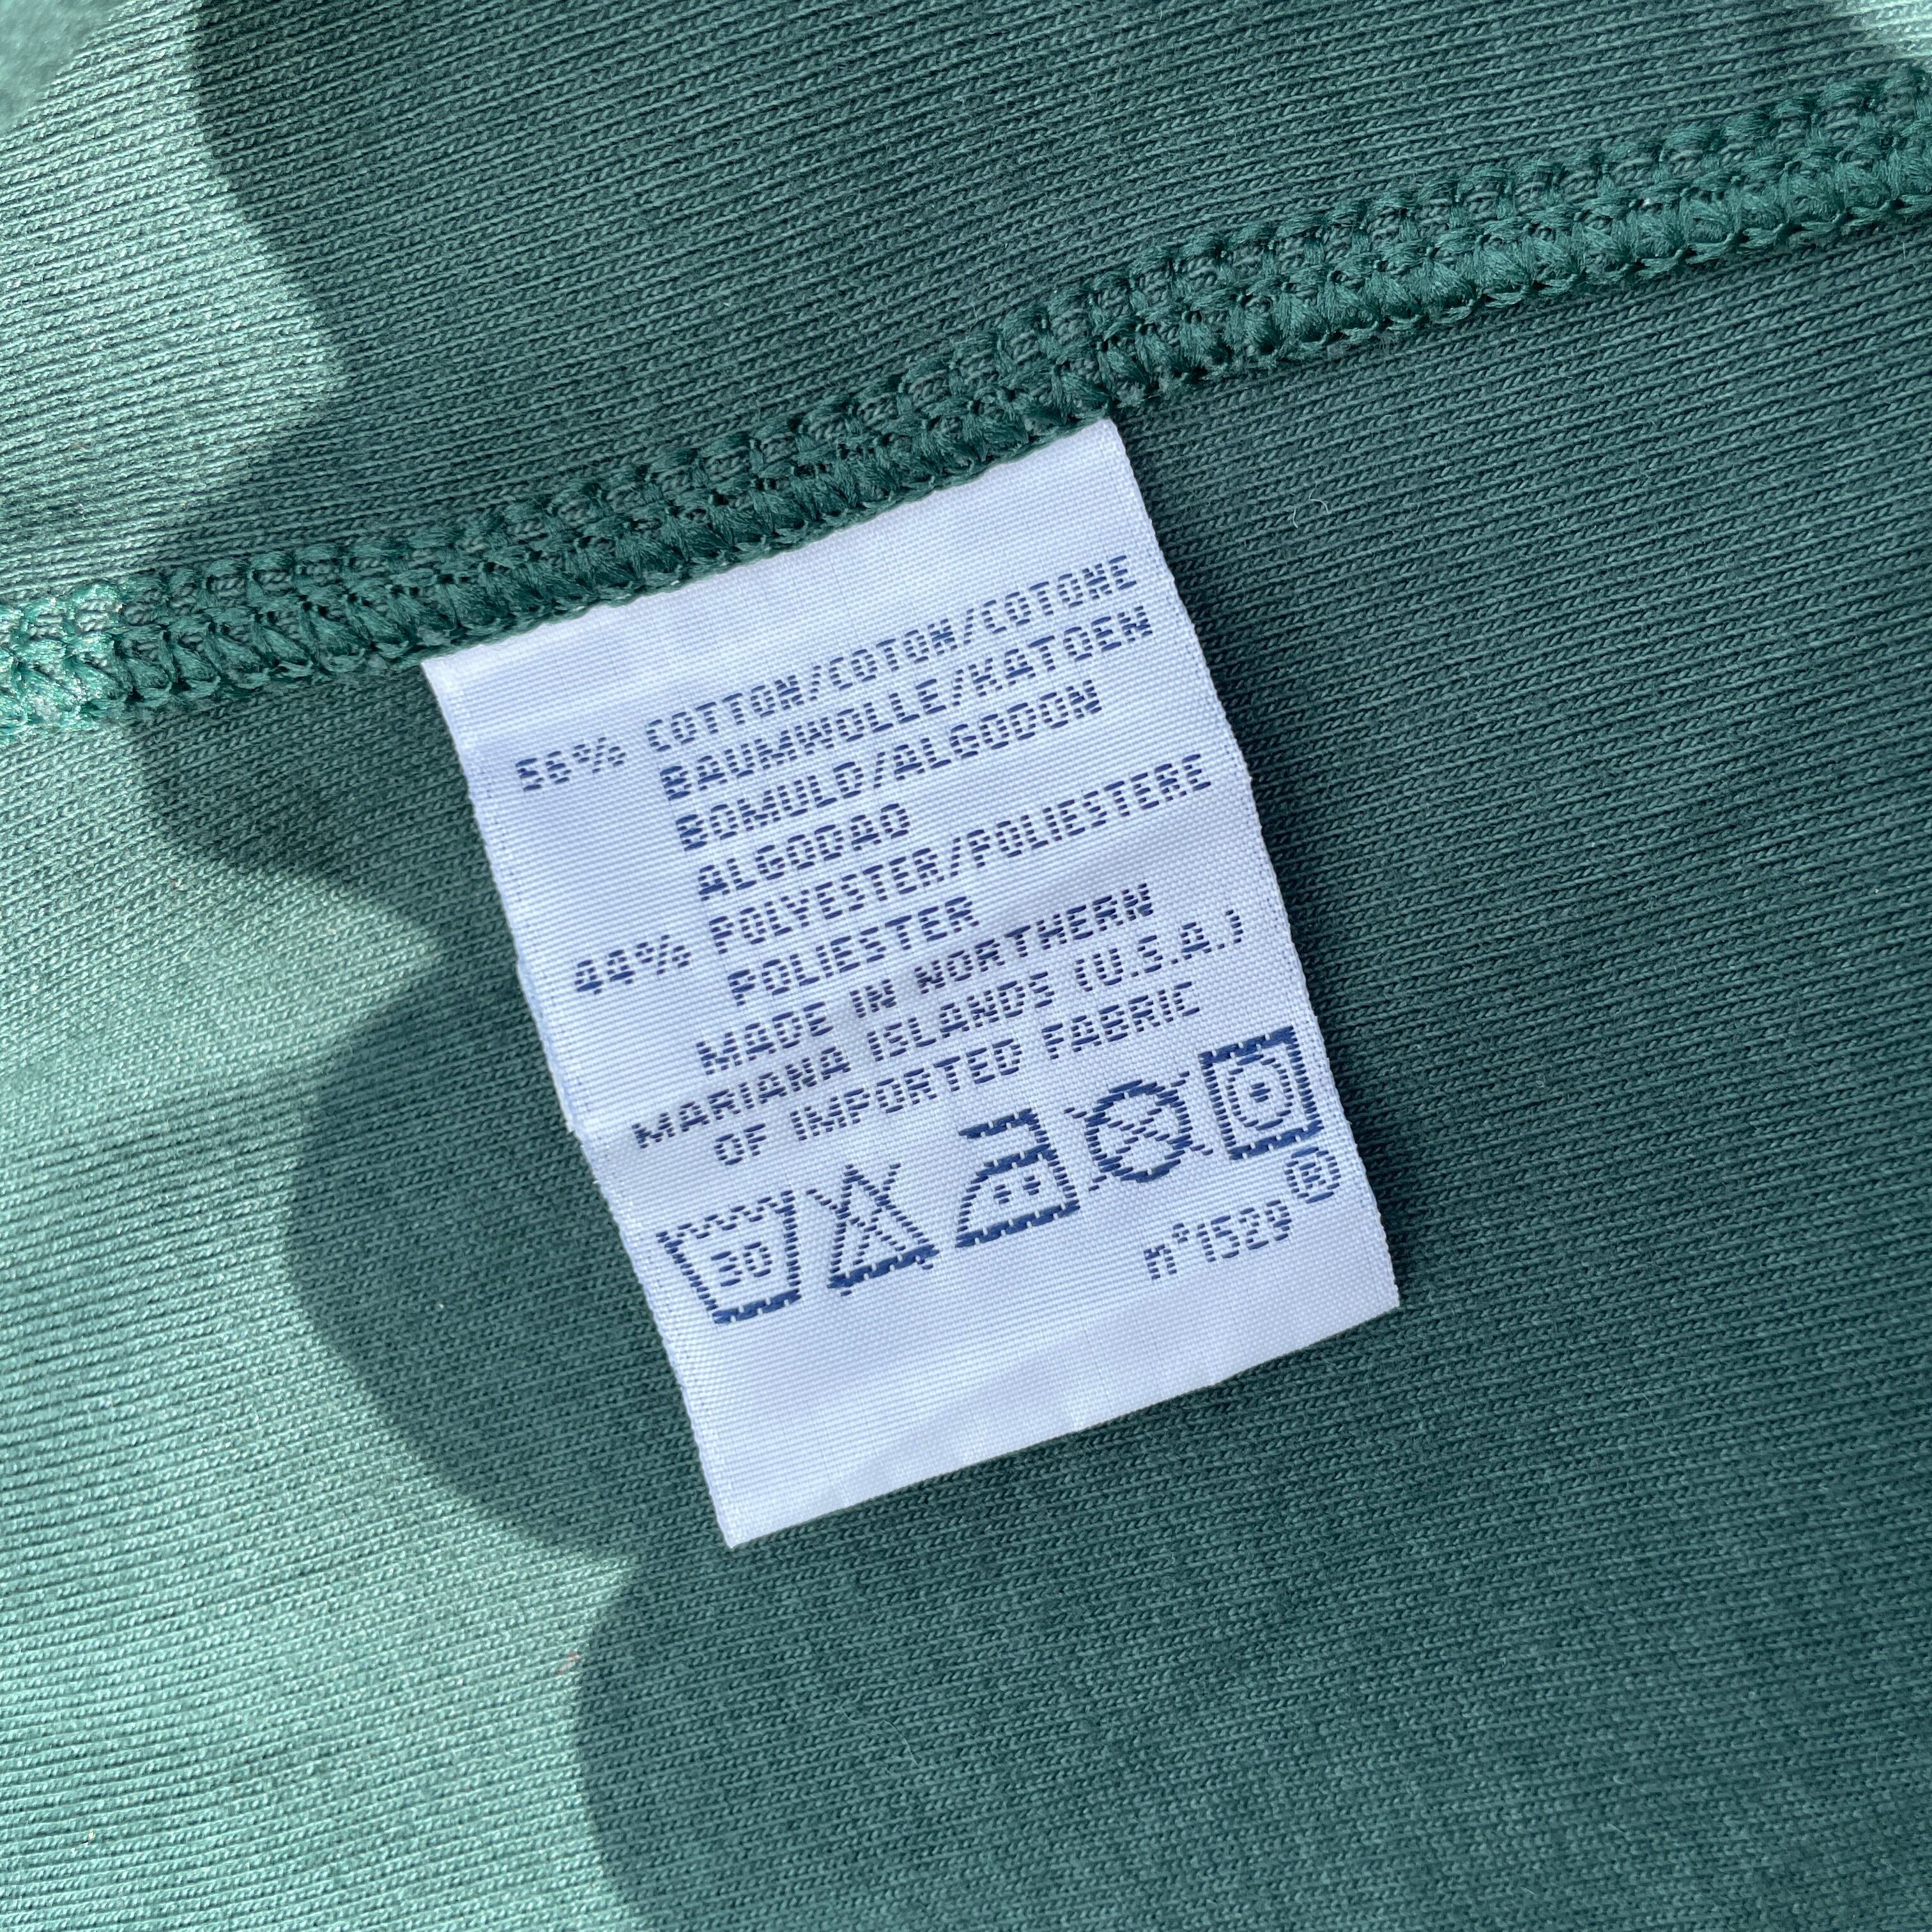 56% COTTON/COTON/COTONE
BAUMWOLLE/KATOEN
BOMULD/ALGODON
ALGODAO
44% POLYESTER/POLIESTERE
POLIESTER
MADE IN NORTHERN
MARIANA ISLANDS (U.S.A.)
OF IMPORTED FABRIC
30
n°1529®